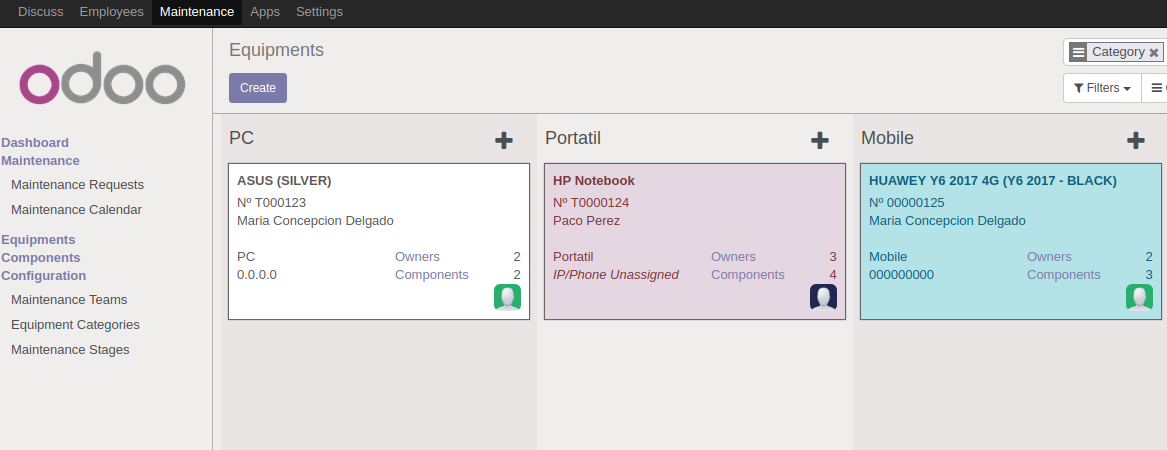 Discuss Employees Maintenance Apps Settings
odoo
Dashboard
Maintenance
Maintenance Requests
Maintenance Calendar
Equipments
Components
Configuration
Maintenance Teams
Equipment Categories
Maintenance Stages
Equipments
Category
Create
Filters
PC
ASUS (SILVER)
Nº T000123
Maria Concepcion Delgado
PC Owners 2
0.0.0.0 Components 2
Portatil
HP Notebook
Nº T0000124
Paco Perez
Portatil Owners 3
IP/Phone Unassigned Components 4
Mobile
HUAWEY Y6 2017 4G (Y6 2017 - BLACK)
Nº 00000125
Maria Concepcion Delgado
Mobile Owners 2
000000000 Components 3